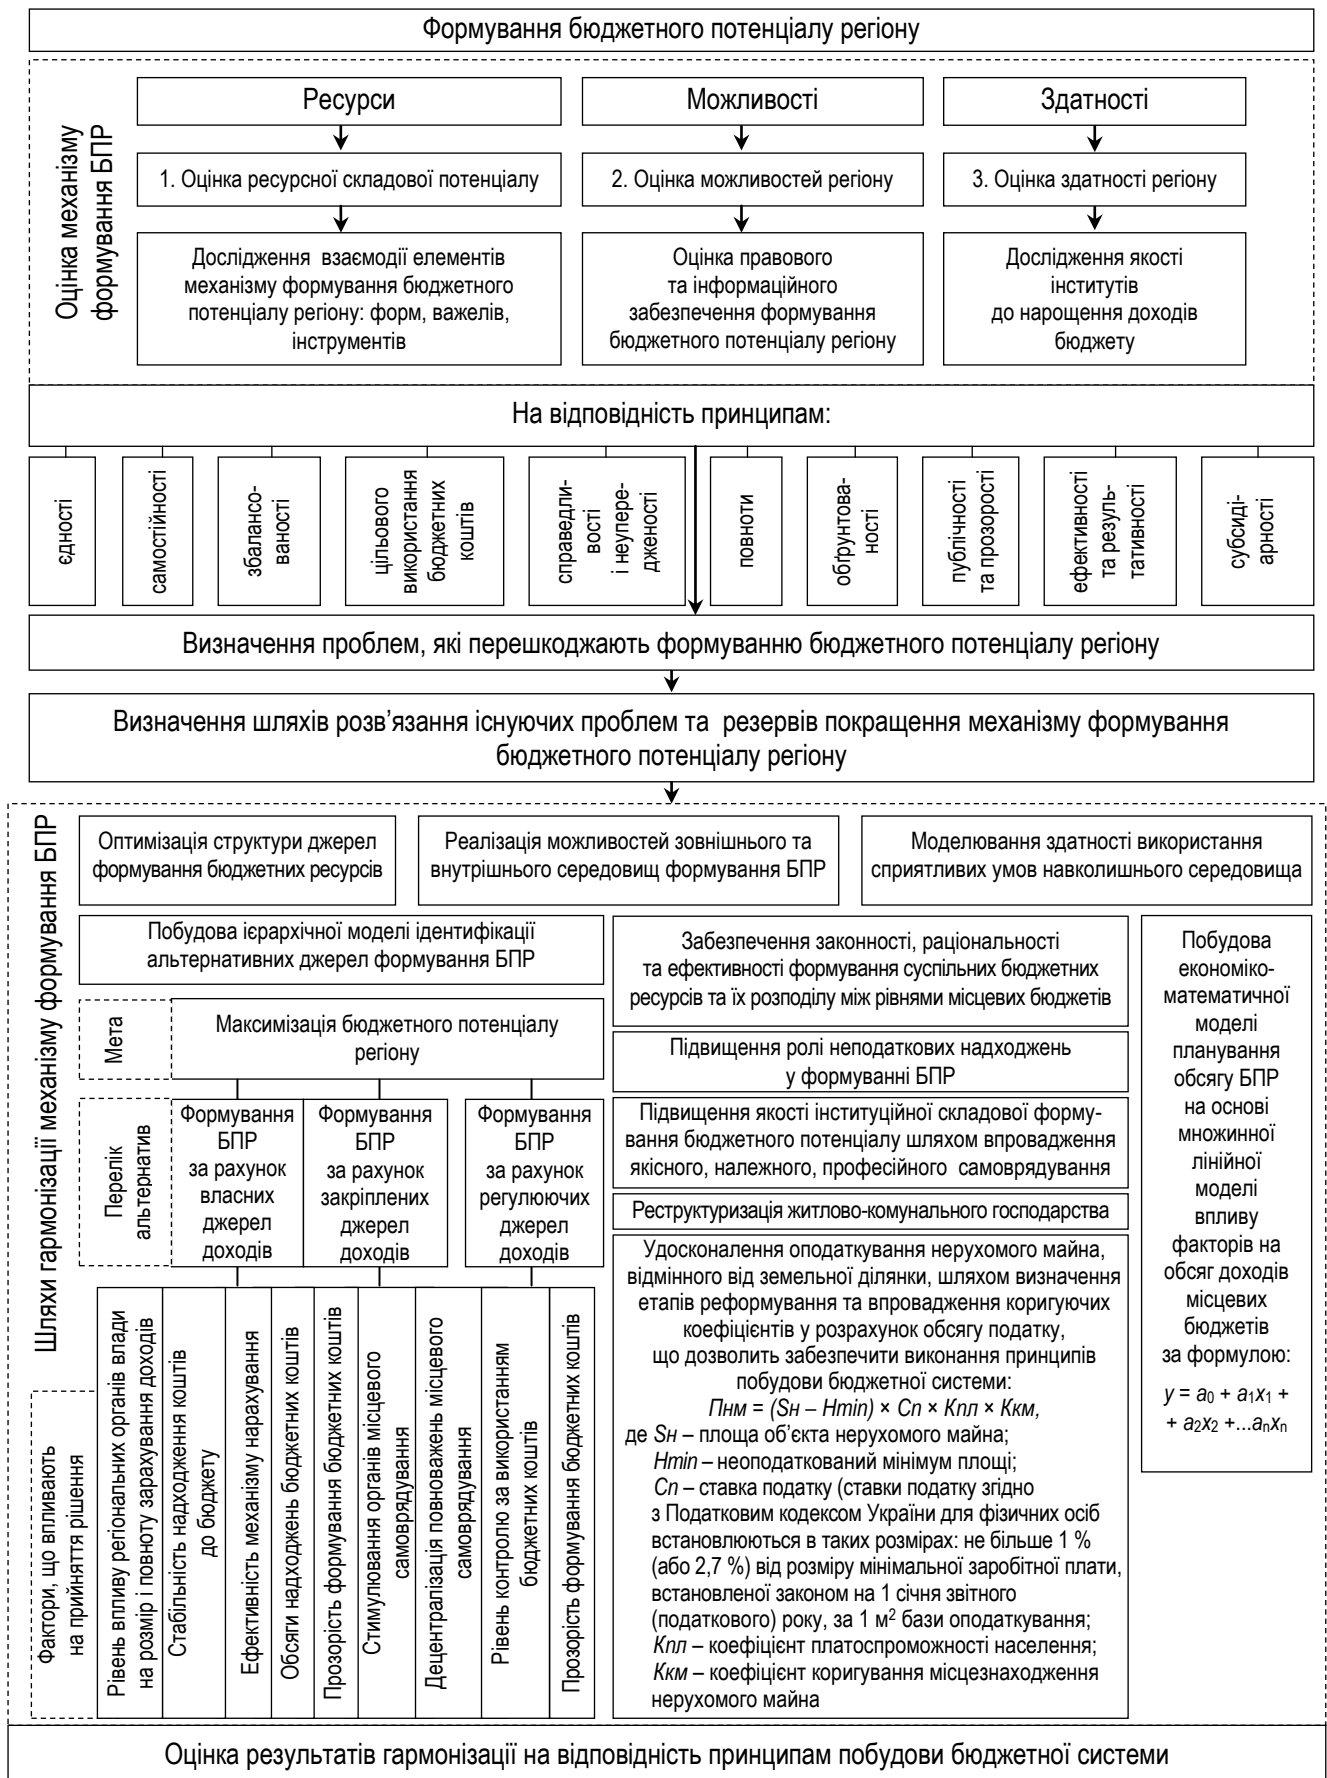 Формування бюджетного потенціалу регіону
Оцінка механізму
формування БПР
Ресурси
Можливості
Здатності
1. Оцінка ресурсної складової потенціалу
2. Оцінка можливостей регіону
3. Оцінка здатності регіону
Дослідження взаємодії елементів
механізму формування бюджетного
потенціалу регіону: форм, важелів,
інструментів
Оцінка правового
та інформаційного
забезпечення формування
бюджетного потенціалу регіону
Дослідження якості
інститутів
до нарощення доходів
бюджету
На відповідність принципам:
єдності
самостійності
збалансо-
ваності
цільового
використання
бюджетних
коштів
справедли-
вості
і неупере-
дженості
повноти
обґрунтова-
ності
публічності
та прозорості
ефективності
та резуль-
тативності
субсиді-
арності
Визначення проблем, які перешкоджають формуванню бюджетного потенціалу регіону
Визначення шляхів розв’язання існуючих проблем та резервів покращення механізму формування
бюджетного потенціалу регіону
Шляхи гармонізації механізму формування БПР
Оптимізація структури джерел
формування бюджетних ресурсів
Реалізація можливостей зовнішнього та
внутрішнього середовищ формування БПР
Моделювання здатності використання
сприятливих умов навколишнього середовища
Побудова ієрархічної моделі ідентифікації
альтернативних джерел формування БПР
Мета
Максимізація бюджетного потенціалу
регіону
Перелік
альтернатив
Формування
БПР
за рахунок
власних
джерел
доходів
Формування
БПР
за рахунок
закріплених
джерел
доходів
Формування
БПР
за рахунок
регулюючих
джерел
доходів
Фактори, що впливають
на прийняття рішення
Рівень впливу регіональних органів влади
на розмір і повноту зарахування доходів
Стабільність надходження коштів
до бюджету
Ефективність механізму нарахування
Обсяги надходжень бюджетних коштів
Прозорість формування бюджетних коштів
Стимулювання органів місцевого
самоврядування
Децентралізація повноважень місцевого
самоврядування
Рівень контролю за використанням
бюджетних коштів
Прозорість формування бюджетних коштів
Забезпечення законності, раціональності
та ефективності формування суспільних бюджетних
ресурсів та їх розподілу між рівнями місцевих бюджетів
Підвищення ролі неподаткових надходжень
у формуванні БПР
Підвищення якості інституційної складової форму-
вання бюджетного потенціалу шляхом впровадження
якісного, належного, професійного самоврядування
Реструктуризація житлово-комунального господарства
Удосконалення оподаткування нерухомого майна,
відмінного від земельної ділянки, шляхом визначення
етапів реформування та впровадження коригуючих
коефіцієнтів у розрахунок обсягу податку,
що дозволить забезпечити виконання принципів
побудови бюджетної системи:
Пнм = (Sн – Hmin) × Сп × Кпл × Ккм,
де Sн – площа об’єкта нерухомого майна;
Hmin – неоподаткований мінімум площі;
Сп – ставка податку (ставки податку згідно
з Податковим кодексом України для фізичних осіб
встановлюються в таких розмірах: не більше 1 %
(або 2,7 %) від розміру мінімальної заробітної плати,
встановленої законом на 1 січня звітного
(податкового) року, за 1 м² бази оподаткування;
Кпл – коефіцієнт платоспроможності населення;
Ккм – коефіцієнт коригування місцезнаходження
нерухомого майна
Побудова
економіко-
математичної
моделі
планування
обсягу БПР
на основі
множинної
лінійної
моделі
впливу
факторів на
обсяг доходів
місцевих
бюджетів
за формулою:
y = a₀ + a₁x₁ +
+ a₂x₂ +...aₙxₙ
Оцінка результатів гармонізації на відповідність принципам побудови бюджетної системи